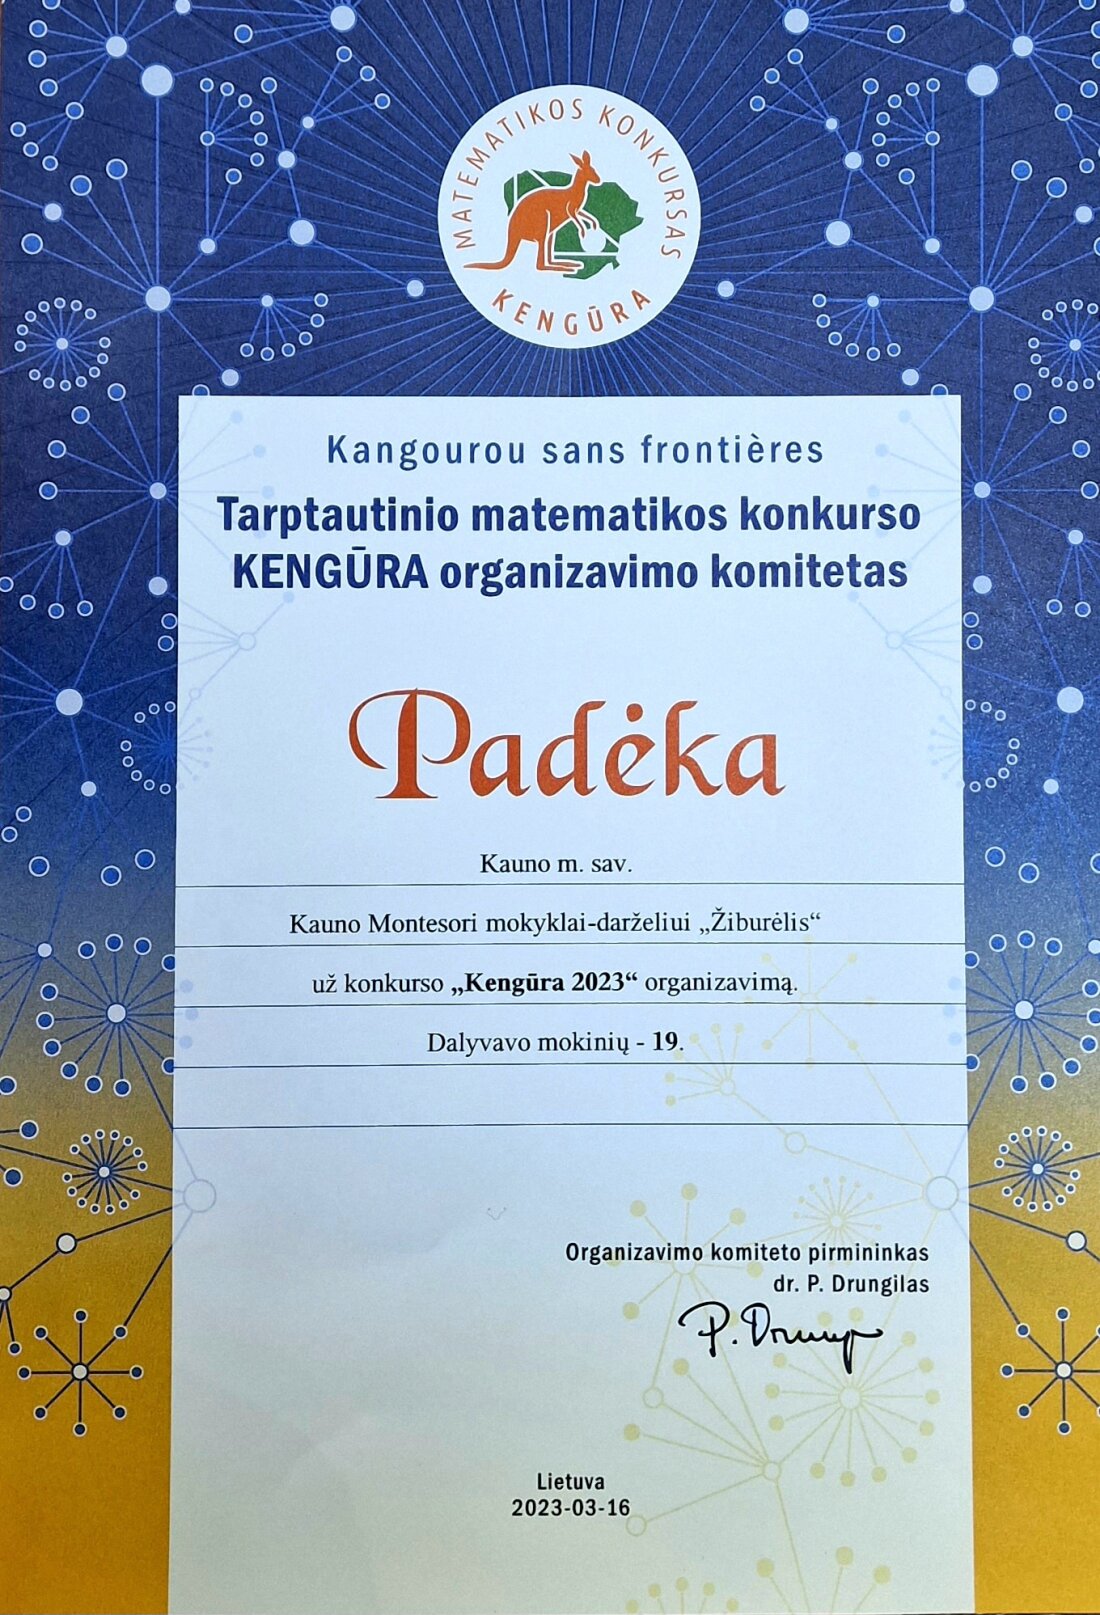 MATEMATIKOS KONKURSAS
KENGŪRA
Kangourou sans frontières
Tarptautinio matematikos konkurso
KENGŪRA organizavimo komitetas
Padėka
Kauno m. sav.
Kauno Montesori mokyklai-darželiui „Žiburėlis“
už konkurso „Kengūra 2023“ organizavimą.
Dalyvavo mokinių - 19.
Organizavimo komiteto pirmininkas
dr. P. Drungilas
Lietuva
2023-03-16